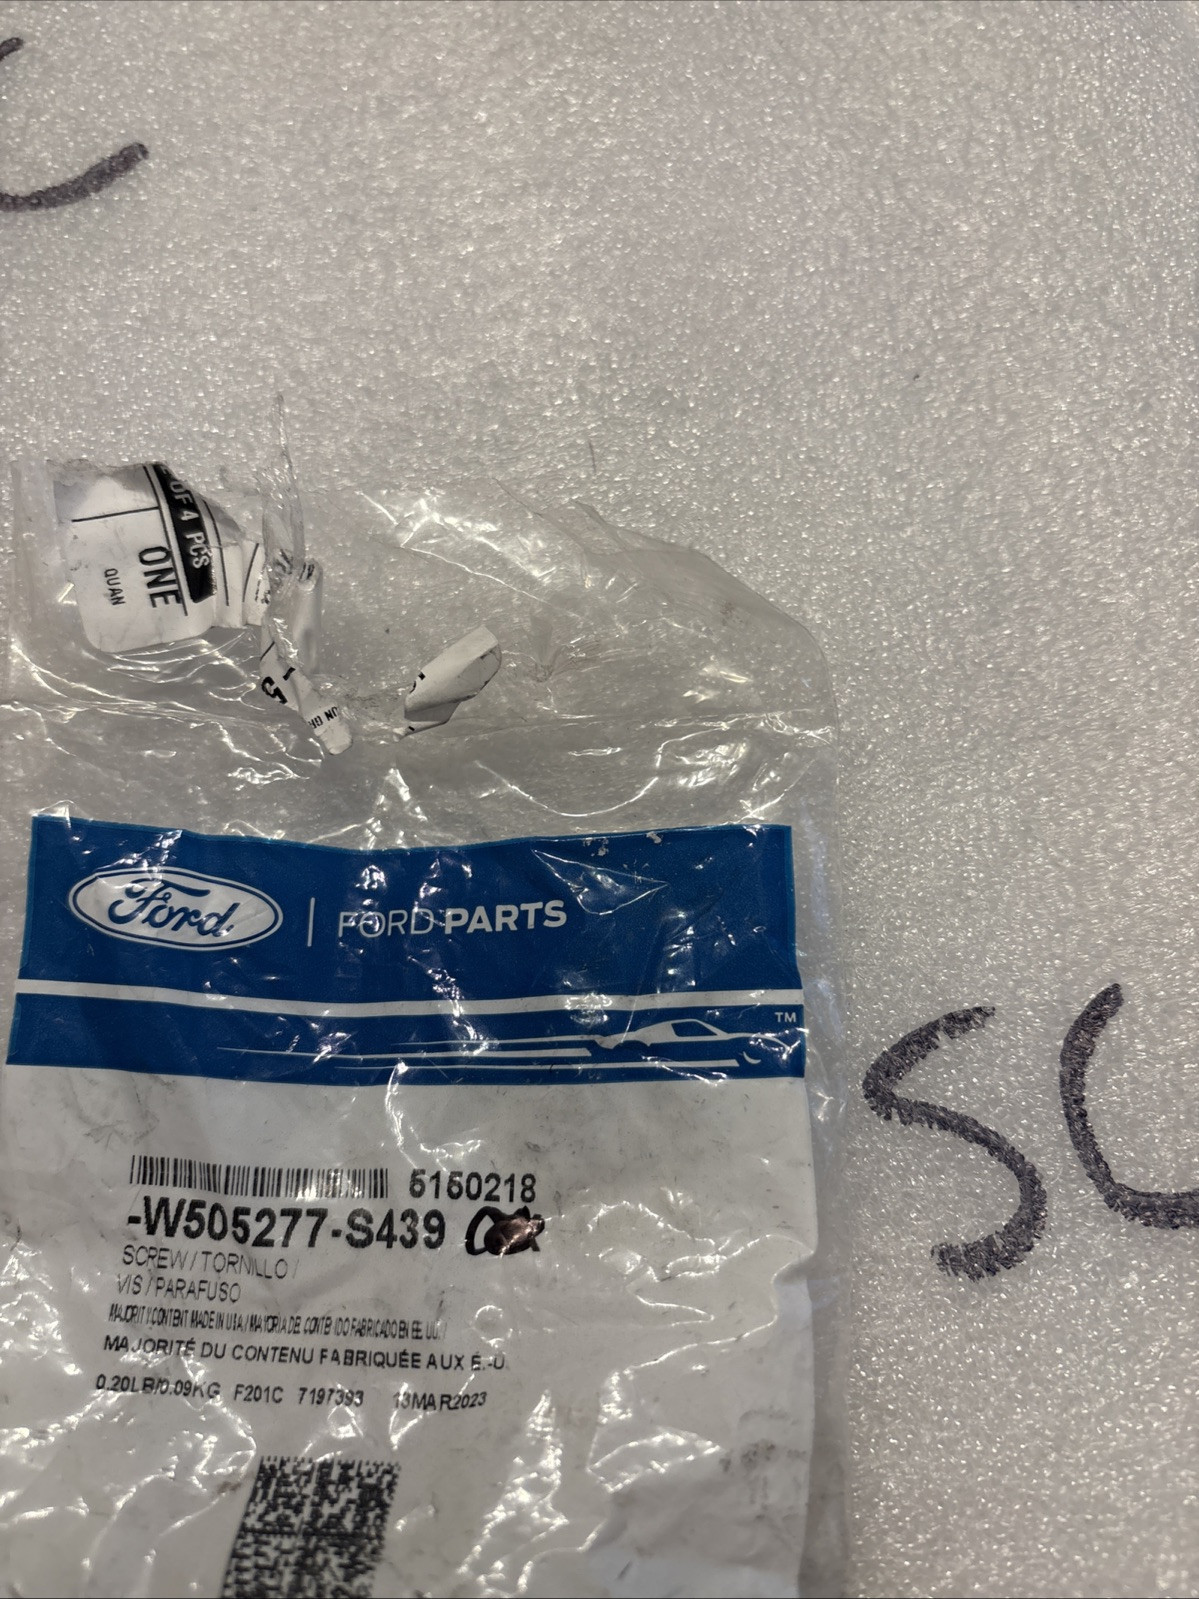 OF 4 PCS
ONE
QUAN
Ford | FORD PARTS
TM
5150218
-W505277-S439
SCREW / TORNILLO /
VIS / PARAFUSO
MAJORITY CONTENT MADE IN USA / MAYORIA DEL CONTENIDO FABRICADO EN EE. UU. /
MAJORITÉ DU CONTENU FABRIQUÉE AUX É.-U.
0.20LB/0.09KG F201C 7197393 13MAR2023